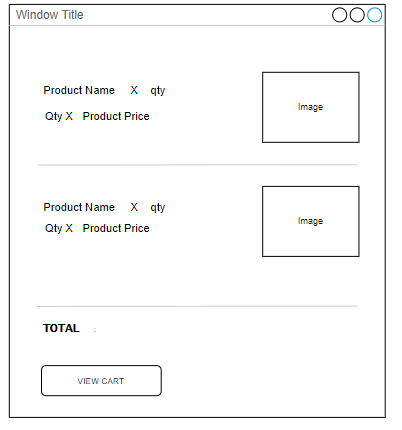 Window Title
Product Name X qty
Image
Qty X Product Price
Product Name X qty
Image
Qty X Product Price
TOTAL :
VIEW CART